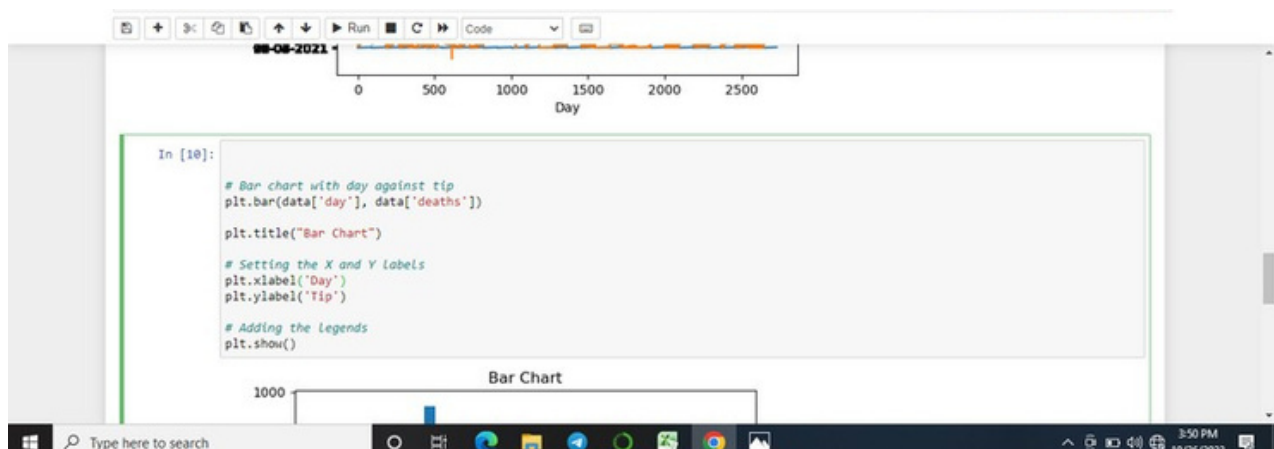 Run Code
-2021
0 500 1000 1500 2000 2500
Day
In [10]:
# Bar chart with day against tip
plt.bar(data['day'], data['deaths'])
plt.title("Bar Chart")
# Setting the X and Y labels
plt.xlabel('Day')
plt.ylabel('Tip')
# Adding the legends
plt.show()
Bar Chart
1000
Type here to search
3:50 PM